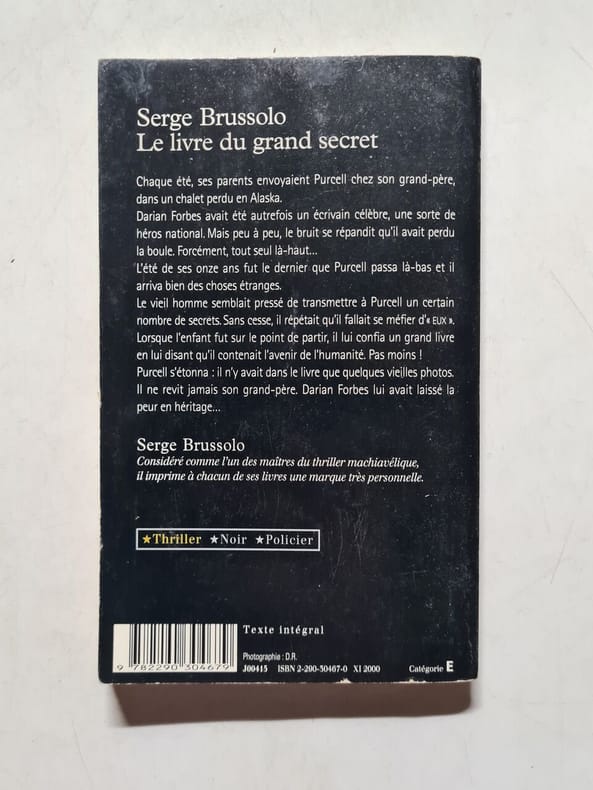 Serge Brussolo
Le livre du grand secret
Chaque été, ses parents envoyaient Purcell chez son grand-père,
dans un chalet perdu en Alaska.
Darian Forbes avait été autrefois un écrivain célèbre, une sorte de
héros national. Mais peu à peu, le bruit se répandit qu'il avait perdu
la boule. Forcément, tout seul là-haut...
L'été de ses onze ans fut le dernier que Purcell passa là-bas et il
arriva bien des choses étranges.
Le vieil homme semblait pressé de transmettre à Purcell un certain
nombre de secrets. Sans cesse, il répétait qu'il fallait se méfier d'« EUX ».
Lorsque l'enfant fut sur le point de partir, il lui confia un grand livre
en lui disant qu'il contenait l'avenir de l'humanité. Pas moins !
Purcell s'étonna : il n'y avait dans le livre que quelques vieilles photos.
Il ne revit jamais son grand-père. Darian Forbes lui avait laissé la
peur en héritage...
Serge Brussolo
Considéré comme l'un des maîtres du thriller machiavélique,
il imprime à chacun de ses livres une marque très personnelle.
★Thriller ★Noir ★Policier
Texte intégral
Photographie : D.R.
9 782290 304679 J00415 ISBN 2-290-30467-0 XI 2000 Catégorie E